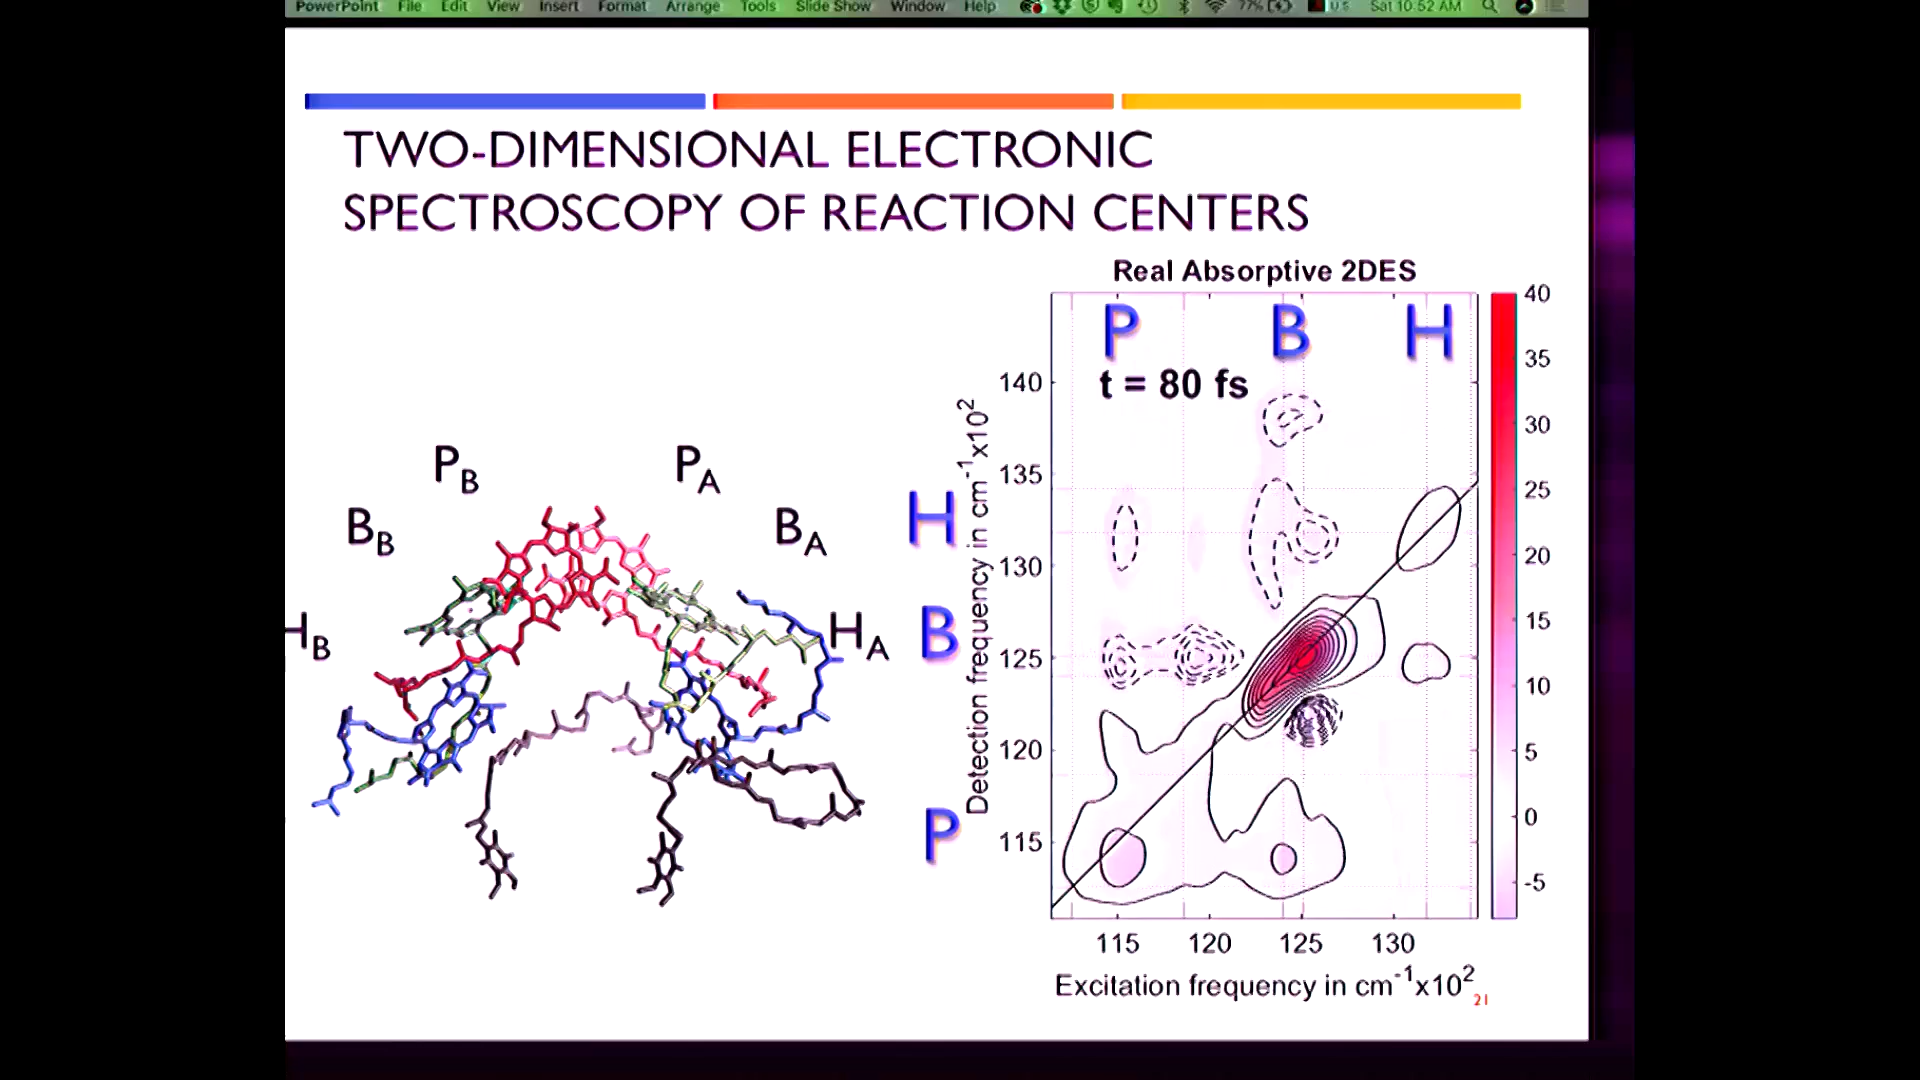 PowerPoint File Edit View Insert Format Arrange Tools Slide Show Window Help 77% U.S Sat 10:52 AM
TWO-DIMENSIONAL ELECTRONIC
SPECTROSCOPY OF REACTION CENTERS
Real Absorptive 2DES
P B H
t = 80 fs
H
B
P
Detection frequency in cm⁻¹x10²
140
135
130
125
120
115
115 120 125 130
Excitation frequency in cm⁻¹x10²
40
35
30
25
20
15
10
5
0
-5
P_B P_A
B_B B_A
H_B H_A
21